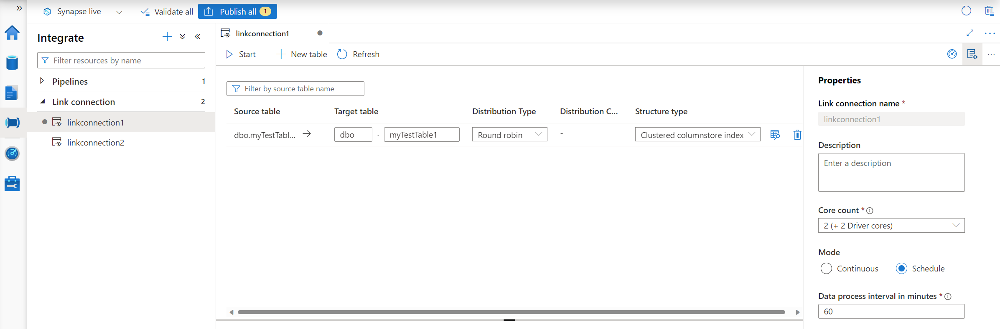 Synapse live
Validate all
Publish all 1
Integrate
Filter resources by name
Pipelines 1
Link connection 2
linkconnection1
linkconnection2
linkconnection1
Start
New table
Refresh
Filter by source table name
Source table Target table Distribution Type Distribution C... Structure type
dbo.myTestTabl... dbo . myTestTable1 Round robin - Clustered columnstore index
Properties
Link connection name *
linkconnection1
Description
Enter a description
Core count *
2 (+ 2 Driver cores)
Mode
Continuous Schedule
Data process interval in minutes *
60